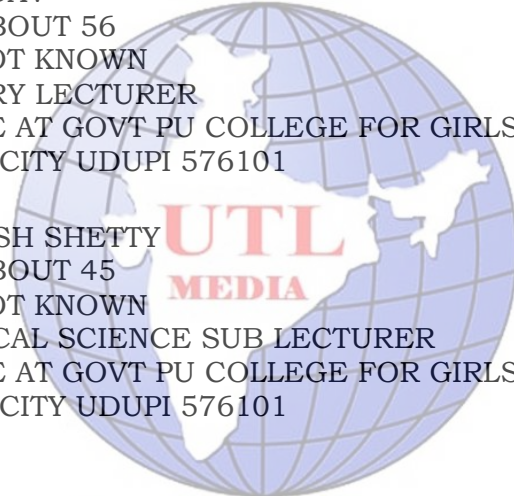 BOUT 56
OT KNOWN
RY LECTURER
E AT GOVT PU COLLEGE FOR GIRLS
CITY UDUPI 576101
SH SHETTY
BOUT 45
OT KNOWN
CAL SCIENCE SUB LECTURER
E AT GOVT PU COLLEGE FOR GIRLS
CITY UDUPI 576101
UTL
MEDIA